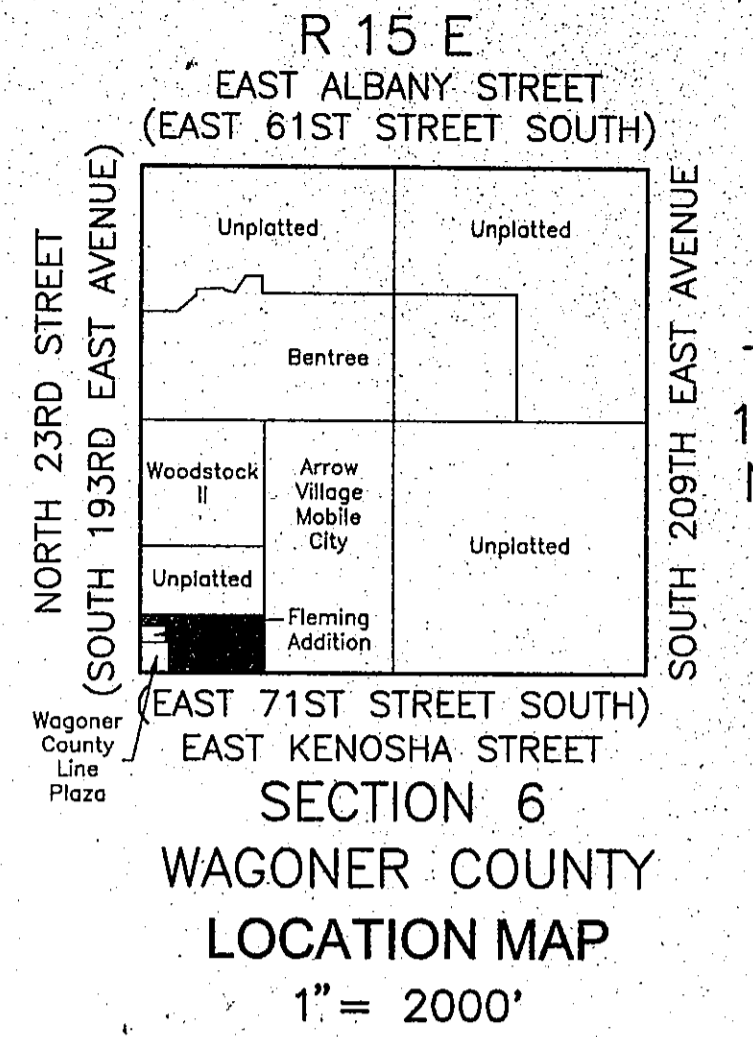 R 15 E
EAST ALBANY STREET
(EAST 61ST STREET SOUTH)
NORTH 23RD STREET
(SOUTH 193RD EAST AVENUE)
SOUTH 209TH EAST AVENUE
Unplatted
Unplatted
Bentree
Woodstock
II
Arrow
Village
Mobile
City
Unplatted
Unplatted
Fleming
Addition
Wagoner
County
Line
Plaza
(EAST 71ST STREET SOUTH)
EAST KENOSHA STREET
SECTION 6
WAGONER COUNTY
LOCATION MAP
1"= 2000'